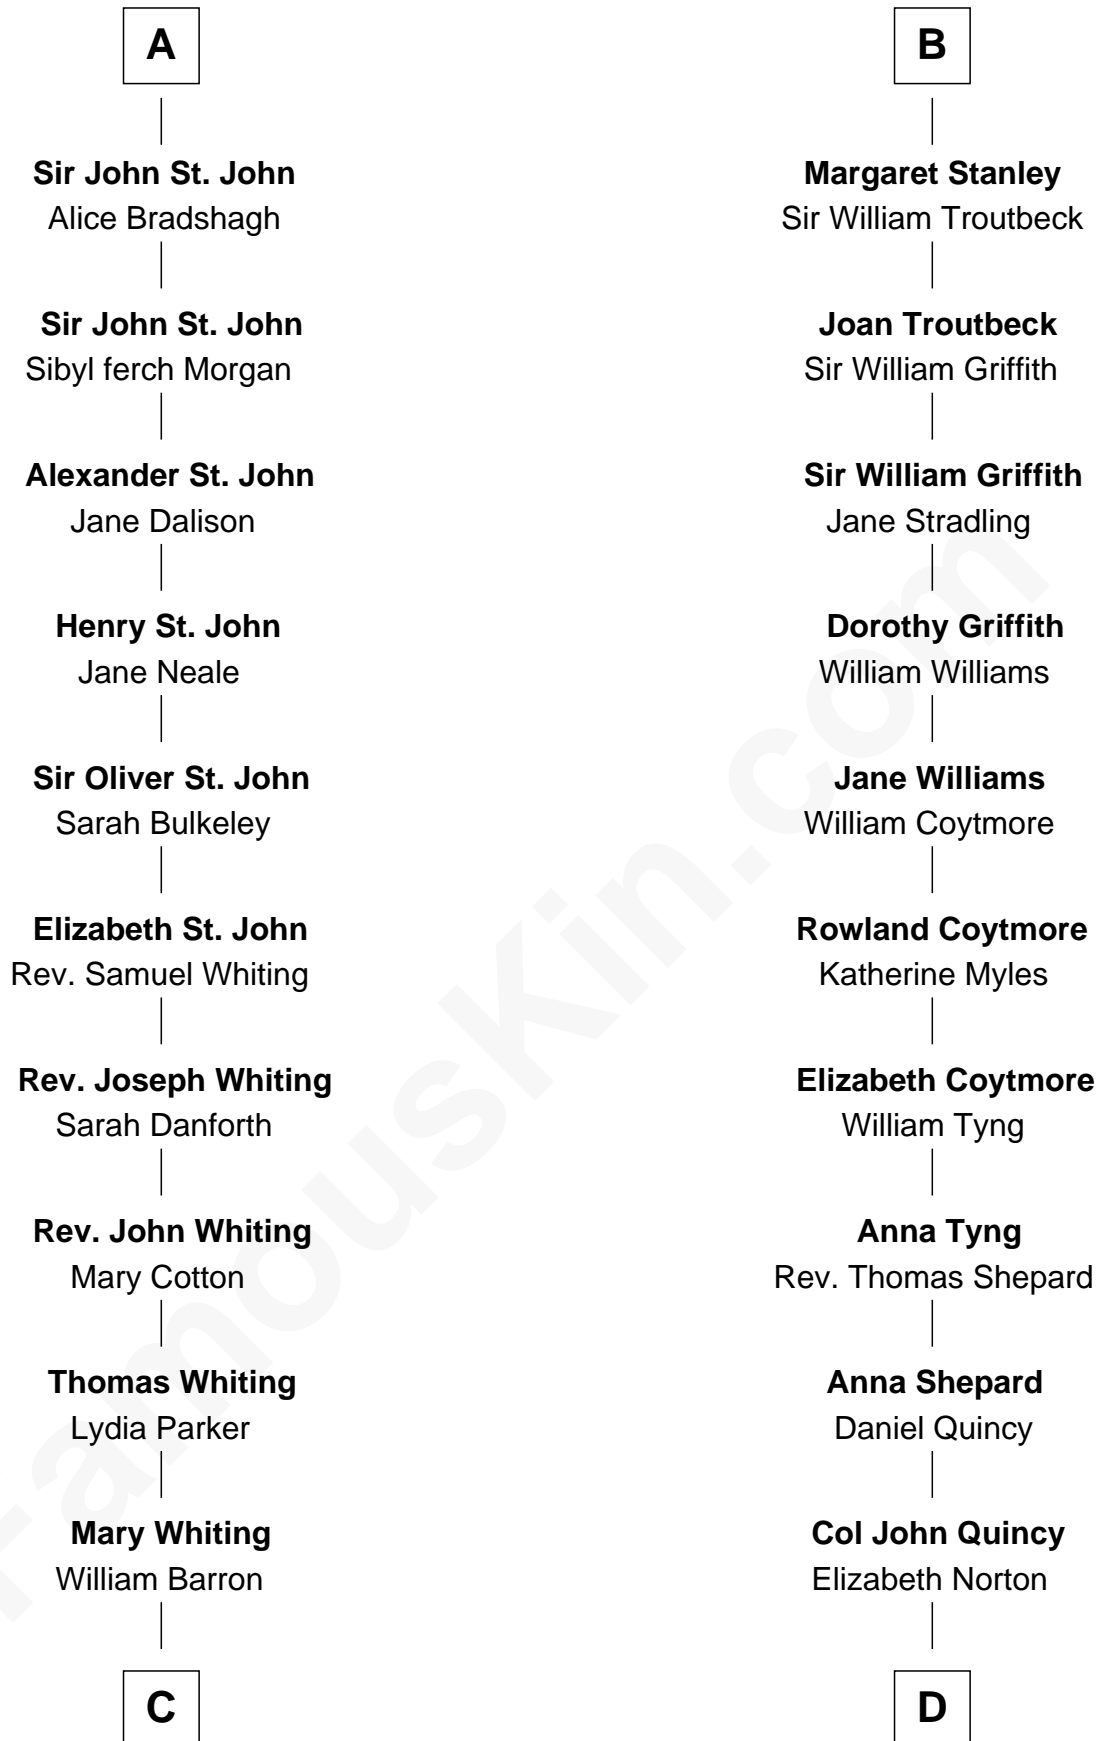 A
Sir John St. John
Alice Bradshagh
Sir John St. John
Sibyl ferch Morgan
Alexander St. John
Jane Dalison
Henry St. John
Jane Neale
Sir Oliver St. John
Sarah Bulkeley
Elizabeth St. John
Rev. Samuel Whiting
Rev. Joseph Whiting
Sarah Danforth
Rev. John Whiting
Mary Cotton
Thomas Whiting
Lydia Parker
Mary Whiting
William Barron
C
B
Margaret Stanley
Sir William Troutbeck
Joan Troutbeck
Sir William Griffith
Sir William Griffith
Jane Stradling
Dorothy Griffith
William Williams
Jane Williams
William Coytmore
Rowland Coytmore
Katherine Myles
Elizabeth Coytmore
William Tyng
Anna Tyng
Rev. Thomas Shepard
Anna Shepard
Daniel Quincy
Col John Quincy
Elizabeth Norton
D
FamousKin.com